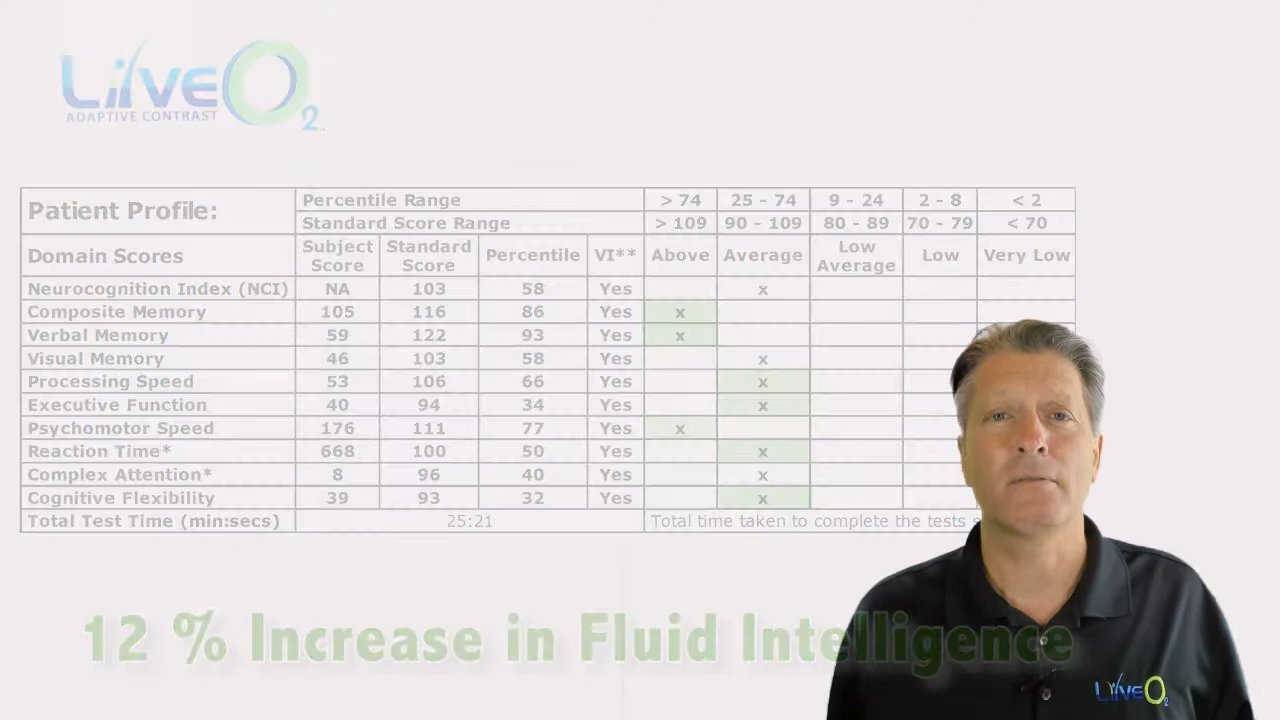 LiveO2
ADAPTIVE CONTRAST
Patient Profile: Percentile Range > 74 25 - 74 9 - 24 2 - 8 < 2
Standard Score Range > 109 90 - 109 80 - 89 70 - 79 < 70
Domain Scores Subject Score Standard Score Percentile VI** Above Average Low Average Low Very Low
Neurocognition Index (NCI) NA 103 58 Yes x
Composite Memory 105 116 86 Yes x
Verbal Memory 59 122 93 Yes x
Visual Memory 46 103 58 Yes x
Processing Speed 53 106 66 Yes x
Executive Function 40 94 34 Yes x
Psychomotor Speed 176 111 77 Yes x
Reaction Time* 668 100 50 Yes x
Complex Attention* 8 96 40 Yes x
Cognitive Flexibility 39 93 32 Yes x
Total Test Time (min:secs) 25:21 Total time taken to complete the tests
12 % Increase in Fluid Intelligence
LiveO2